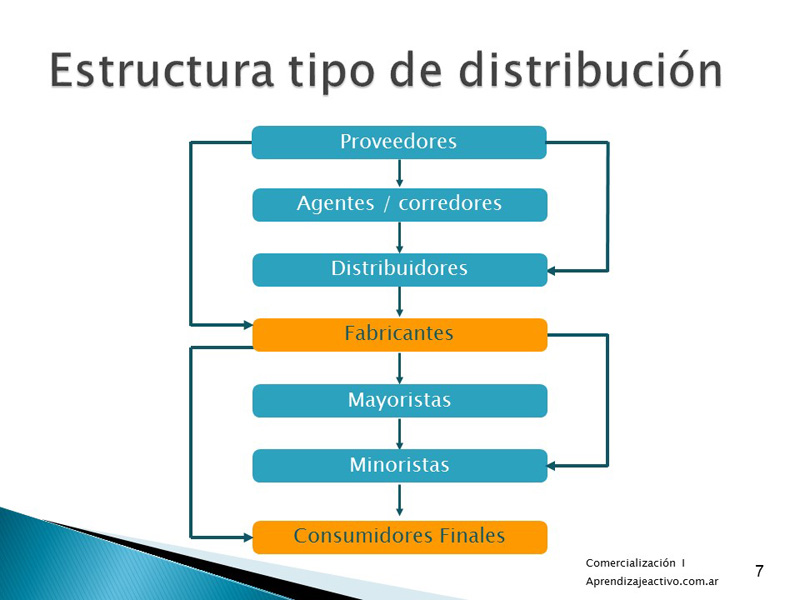 Estructura tipo de distribución
Proveedores
Agentes / corredores
Distribuidores
Fabricantes
Mayoristas
Minoristas
Consumidores Finales
Comercialización I
Aprendizajeactivo.com.ar
7